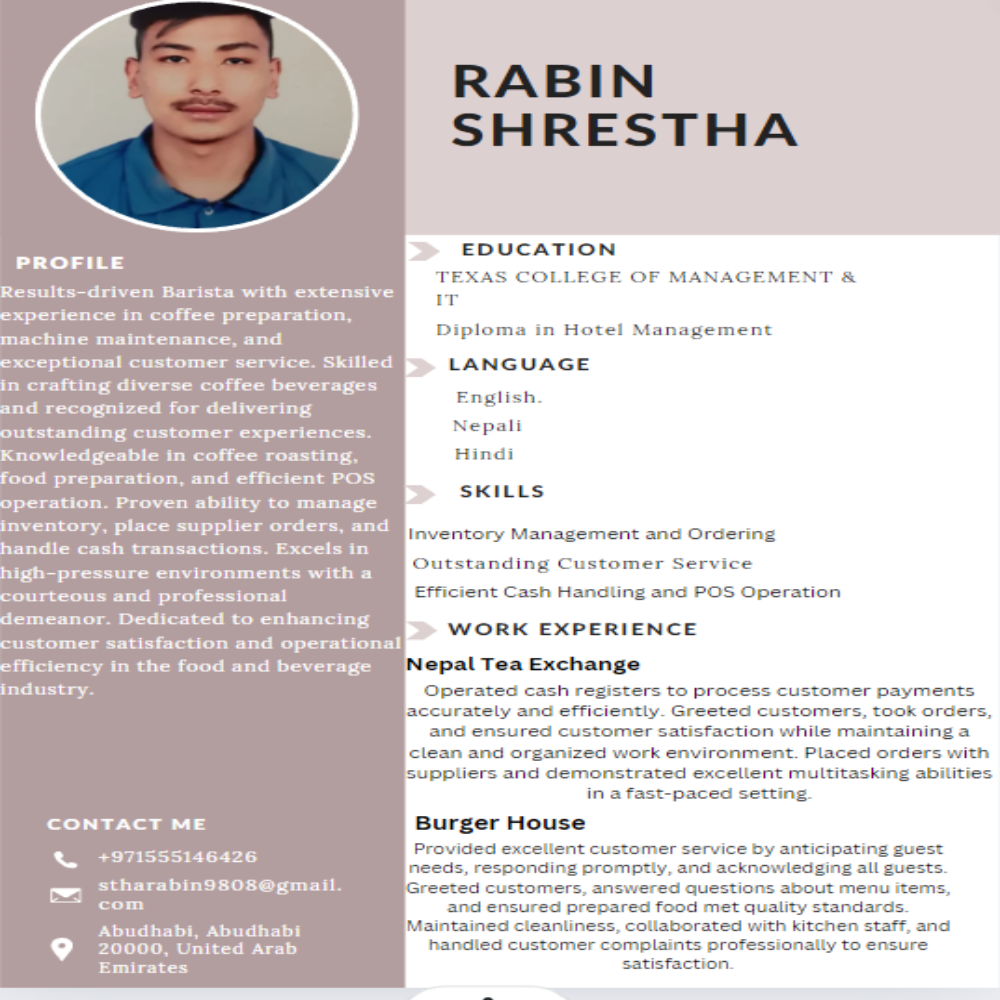 RABIN
SHRESTHA
PROFILE
Results-driven Barista with extensive
experience in coffee preparation,
machine maintenance, and
exceptional customer service. Skilled
in crafting diverse coffee beverages
and recognized for delivering
outstanding customer experiences.
Knowledgeable in coffee roasting,
food preparation, and efficient POS
operation. Proven ability to manage
inventory, place supplier orders, and
handle cash transactions. Excels in
high-pressure environments with a
courteous and professional
demeanor. Dedicated to enhancing
customer satisfaction and operational
efficiency in the food and beverage
industry.
CONTACT ME
+971555146426
stharabin9808@gmail.
com
Abudhabi, Abudhabi
20000, United Arab
Emirates
EDUCATION
TEXAS COLLEGE OF MANAGEMENT &
IT
Diploma in Hotel Management
LANGUAGE
English.
Nepali
Hindi
SKILLS
Inventory Management and Ordering
Outstanding Customer Service
Efficient Cash Handling and POS Operation
WORK EXPERIENCE
Nepal Tea Exchange
Operated cash registers to process customer payments
accurately and efficiently. Greeted customers, took orders,
and ensured customer satisfaction while maintaining a
clean and organized work environment. Placed orders with
suppliers and demonstrated excellent multitasking abilities
in a fast-paced setting.
Burger House
Provided excellent customer service by anticipating guest
needs, responding promptly, and acknowledging all guests.
Greeted customers, answered questions about menu items,
and ensured prepared food met quality standards.
Maintained cleanliness, collaborated with kitchen staff, and
handled customer complaints professionally to ensure
satisfaction.